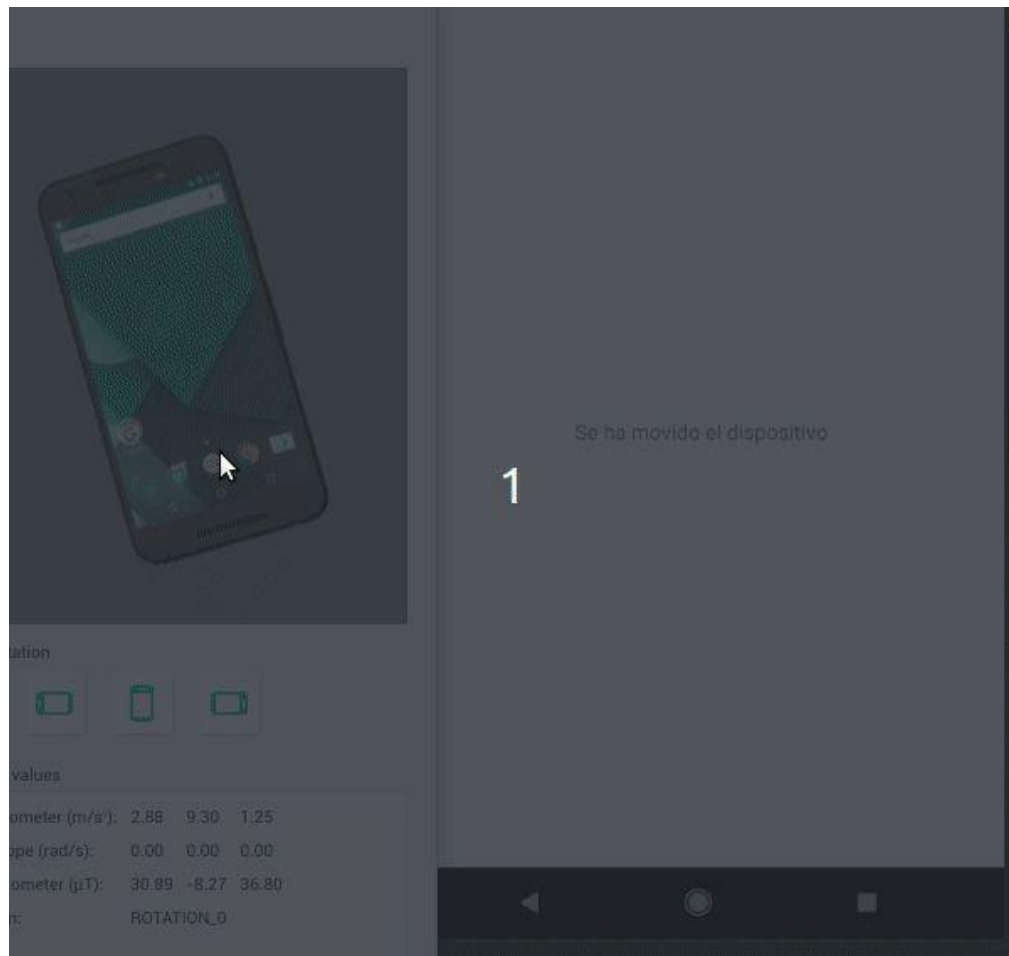 Se ha movido el dispositivo
1
tation
values
ometer (m/s²): 2.88 9.30 1.25
ope (rad/s): 0.00 0.00 0.00
ometer (μT): 30.89 -8.27 36.80
n: ROTATION_0